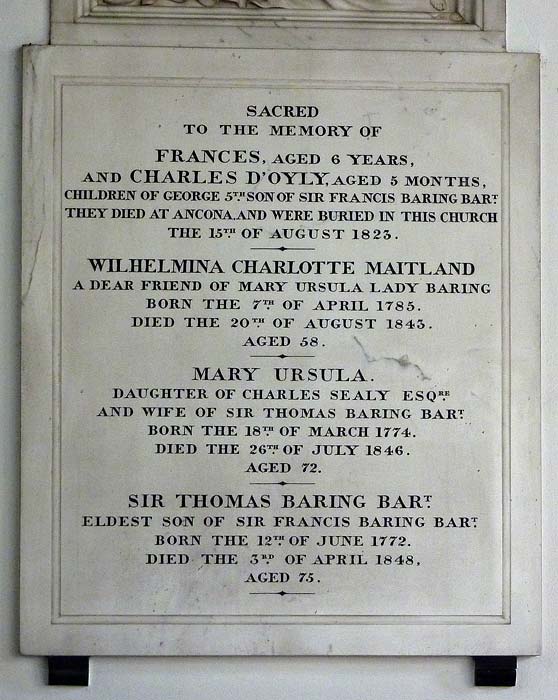 SACRED
TO THE MEMORY OF
FRANCES, AGED 6 YEARS,
AND CHARLES D'OYLY, AGED 5 MONTHS,
CHILDREN OF GEORGE 5TH SON OF SIR FRANCIS BARING BART
THEY DIED AT ANCONA, AND WERE BURIED IN THIS CHURCH
THE 15TH OF AUGUST 1823.
WILHELMINA CHARLOTTE MAITLAND
A DEAR FRIEND OF MARY URSULA LADY BARING
BORN THE 7TH OF APRIL 1785.
DIED THE 20TH OF AUGUST 1843.
AGED 58.
MARY URSULA.
DAUGHTER OF CHARLES SEALY ESQRE
AND WIFE OF SIR THOMAS BARING BART
BORN THE 18TH OF MARCH 1774.
DIED THE 26TH OF JULY 1846.
AGED 72.
SIR THOMAS BARING BART
ELDEST SON OF SIR FRANCIS BARING BART
BORN THE 12TH OF JUNE 1772.
DIED THE 3RD OF APRIL 1848,
AGED 75.